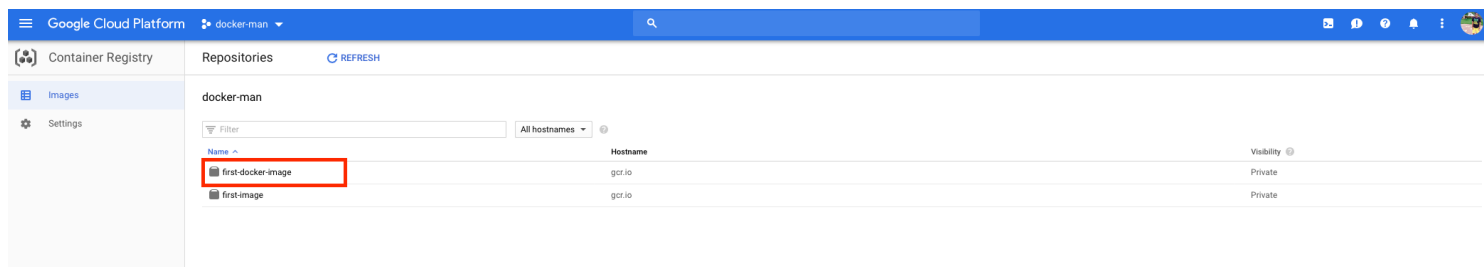 Google Cloud Platform docker-man
Container Registry Repositories REFRESH
Images
Settings
docker-man
Filter All hostnames
Name Hostname Visibility
first-docker-image gcr.io Private
first-image gcr.io Private